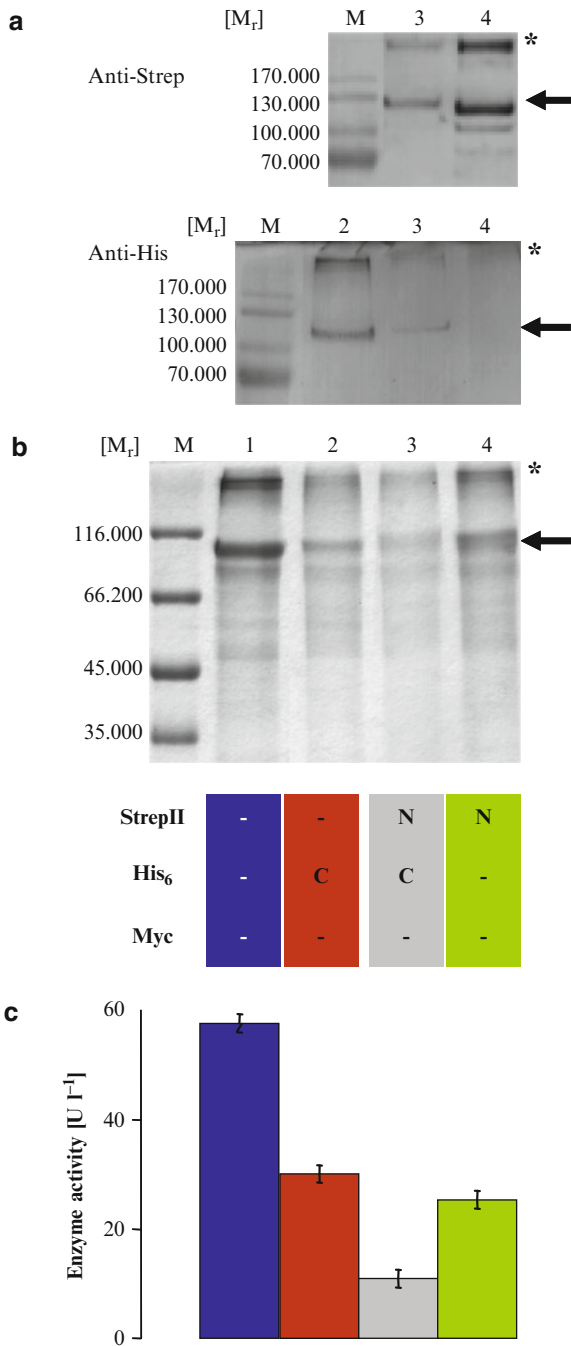 a
[Mr] M 3 4
*
Anti-Strep
170.000
130.000
100.000
70.000
[Mr] M 2 3 4
Anti-His
*
170.000
130.000
100.000
70.000
b
[Mr] M 1 2 3 4
*
116.000
66.200
45.000
35.000
StrepII - - N N
His6 - C C -
Myc - - - -
c
Enzyme activity [U l⁻¹]
60
40
20
0